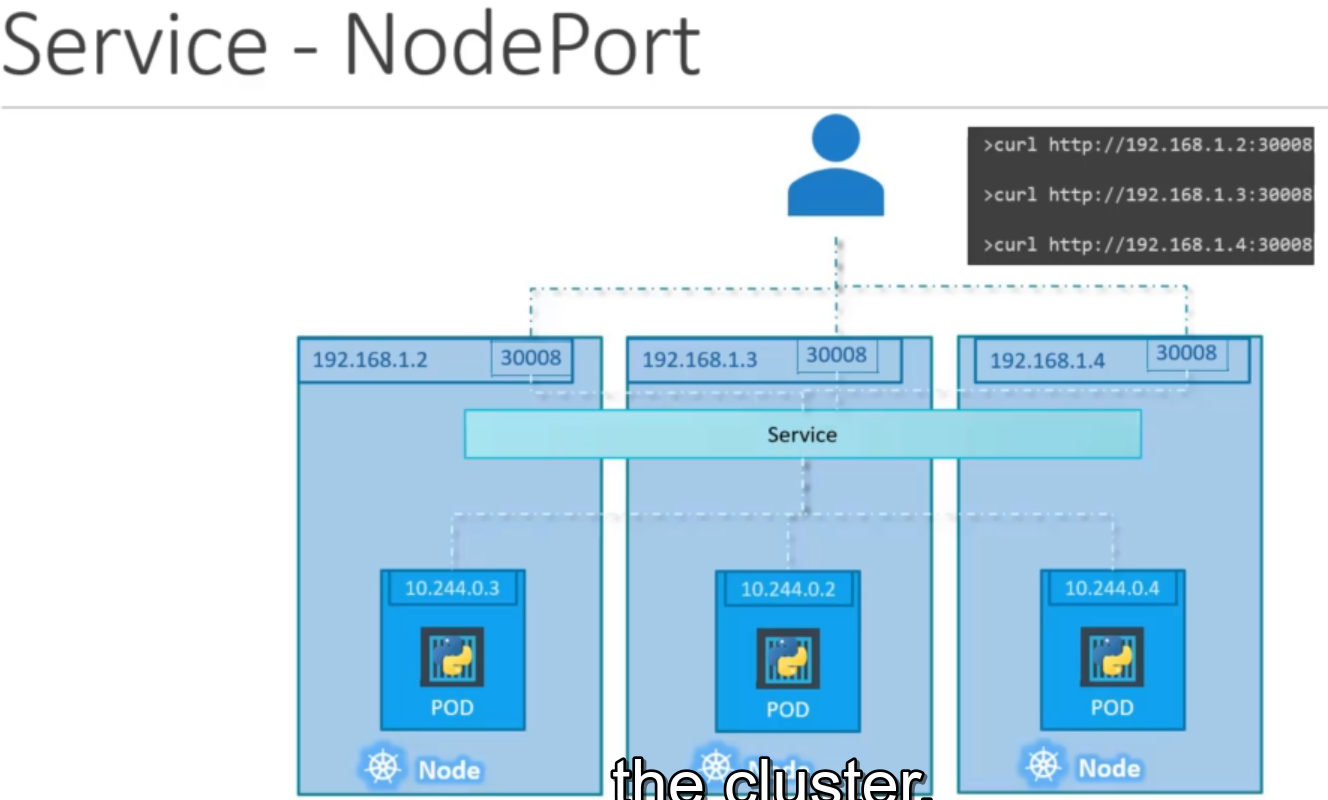 Service - NodePort
>curl http://192.168.1.2:30008
>curl http://192.168.1.3:30008
>curl http://192.168.1.4:30008
192.168.1.2 30008
192.168.1.3 30008
192.168.1.4 30008
Service
10.244.0.3
POD
10.244.0.2
POD
10.244.0.4
POD
Node
Node
Node
the cluster.